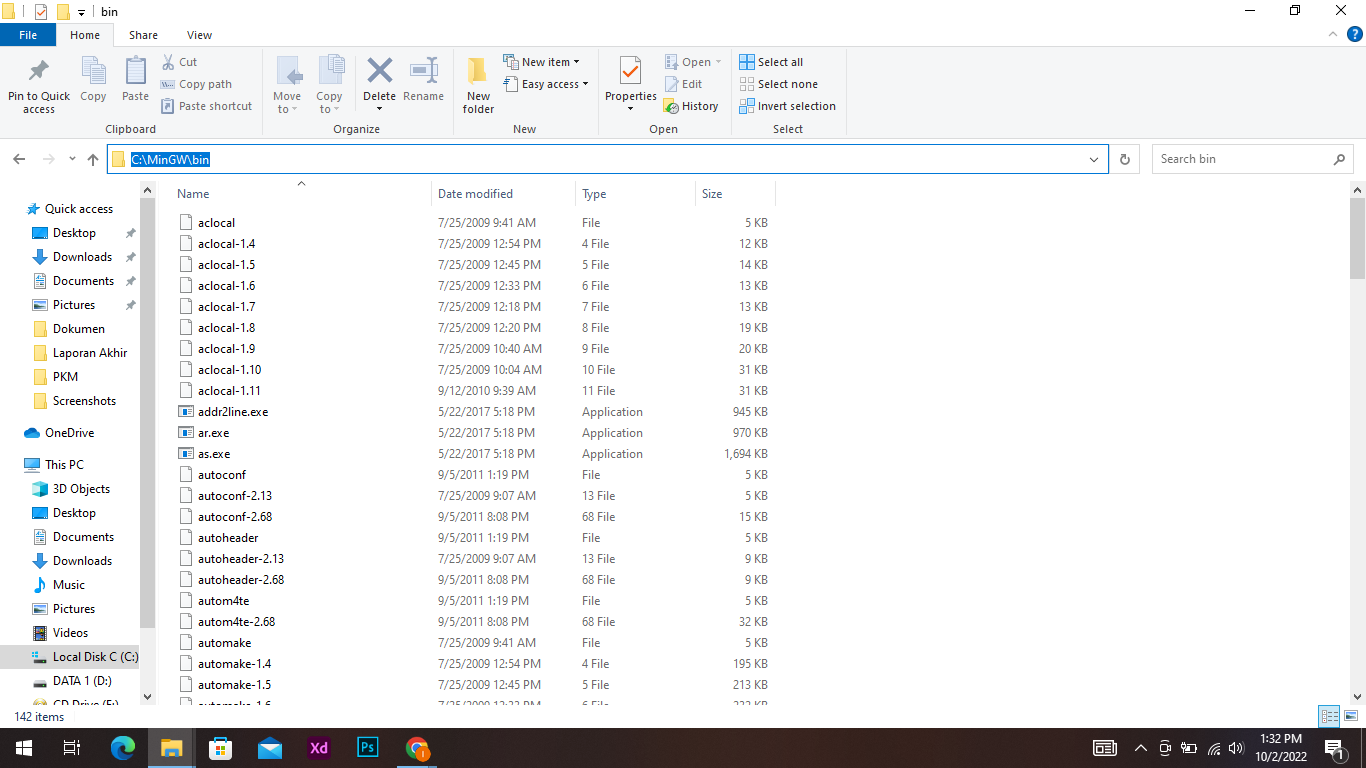 bin
File Home Share View
Pin to Quick access
Copy
Paste
Cut
Copy path
Paste shortcut
Clipboard
Move to
Copy to
Delete
Rename
Organize
New folder
New item
Easy access
New
Properties
Open
Edit
History
Open
Select all
Select none
Invert selection
Select
C:\MinGW\bin
Search bin
Quick access
Desktop
Downloads
Documents
Pictures
Dokumen
Laporan Akhir
PKM
Screenshots
OneDrive
This PC
3D Objects
Desktop
Documents
Downloads
Music
Pictures
Videos
Local Disk C (C:)
DATA 1 (D:)
CD Drive (F:)
Name Date modified Type Size
aclocal 7/25/2009 9:41 AM File 5 KB
aclocal-1.4 7/25/2009 12:54 PM 4 File 12 KB
aclocal-1.5 7/25/2009 12:45 PM 5 File 14 KB
aclocal-1.6 7/25/2009 12:33 PM 6 File 13 KB
aclocal-1.7 7/25/2009 12:18 PM 7 File 13 KB
aclocal-1.8 7/25/2009 12:20 PM 8 File 19 KB
aclocal-1.9 7/25/2009 10:40 AM 9 File 20 KB
aclocal-1.10 7/25/2009 10:04 AM 10 File 31 KB
aclocal-1.11 9/12/2010 9:39 AM 11 File 31 KB
addr2line.exe 5/22/2017 5:18 PM Application 945 KB
ar.exe 5/22/2017 5:18 PM Application 970 KB
as.exe 5/22/2017 5:18 PM Application 1,694 KB
autoconf 9/5/2011 1:19 PM File 5 KB
autoconf-2.13 7/25/2009 9:07 AM 13 File 5 KB
autoconf-2.68 9/5/2011 8:08 PM 68 File 15 KB
autoheader 9/5/2011 1:19 PM File 5 KB
autoheader-2.13 7/25/2009 9:07 AM 13 File 9 KB
autoheader-2.68 9/5/2011 8:08 PM 68 File 9 KB
autom4te 9/5/2011 1:19 PM File 5 KB
autom4te-2.68 9/5/2011 8:08 PM 68 File 32 KB
automake 7/25/2009 9:41 AM File 5 KB
automake-1.4 7/25/2009 12:54 PM 4 File 195 KB
automake-1.5 7/25/2009 12:45 PM 5 File 213 KB
automake-1.6 7/25/2009 12:33 PM 6 File
142 items
Xd
Ps
1:32 PM
10/2/2022
1